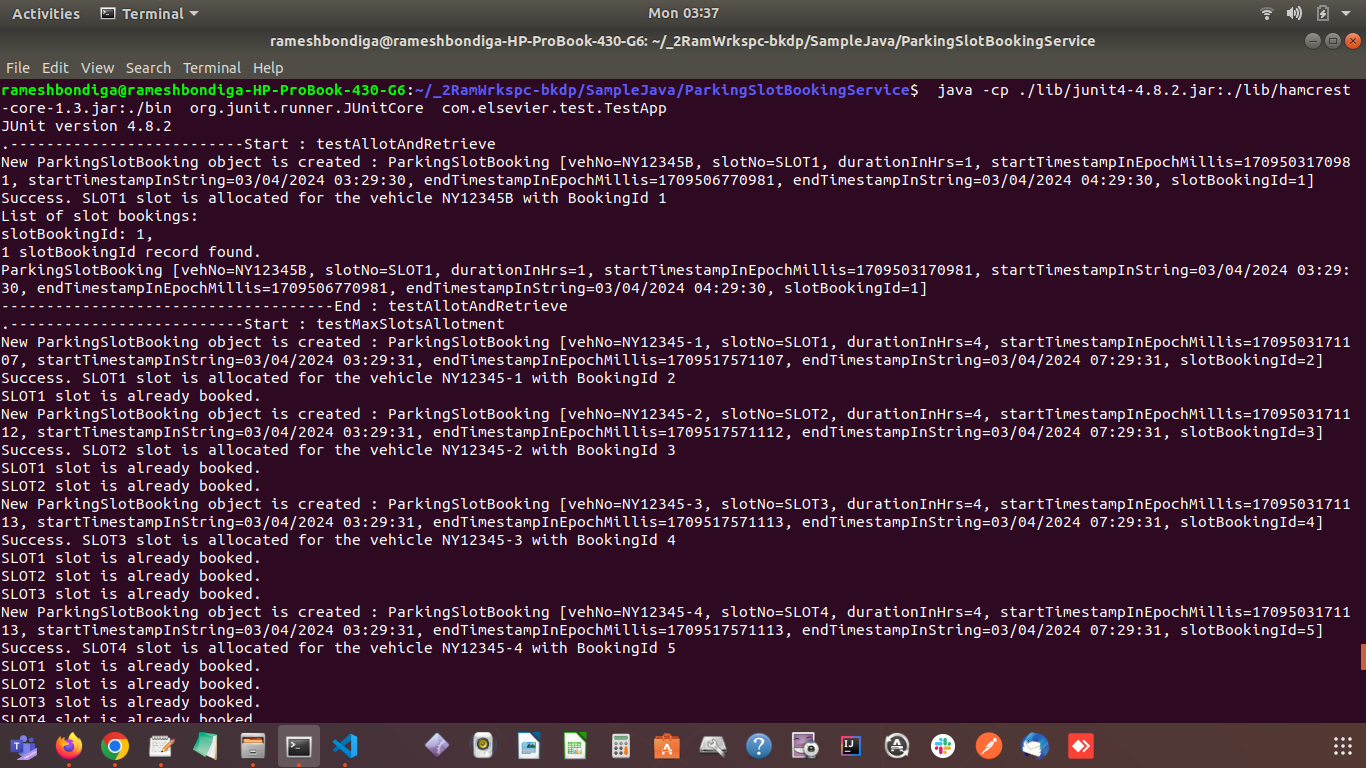 Activities Terminal Mon 03:37
rameshbondiga@rameshbondiga-HP-ProBook-430-G6: ~/_2RamWrkspc-bkdp/SampleJava/ParkingSlotBookingService
File Edit View Search Terminal Help
rameshbondiga@rameshbondiga-HP-ProBook-430-G6:~/_2RamWrkspc-bkdp/SampleJava/ParkingSlotBookingService$  java -cp ./lib/junit4-4.8.2.jar:./lib/hamcrest
-core-1.3.jar:./bin  org.junit.runner.JUnitCore  com.elsevier.test.TestApp
JUnit version 4.8.2
.--------------------------Start : testAllotAndRetrieve
New ParkingSlotBooking object is created : ParkingSlotBooking [vehNo=NY12345B, slotNo=SLOT1, durationInHrs=1, startTimestampInEpochMillis=170950317098
1, startTimestampInString=03/04/2024 03:29:30, endTimestampInEpochMillis=1709506770981, endTimestampInString=03/04/2024 04:29:30, slotBookingId=1]
Success. SLOT1 slot is allocated for the vehicle NY12345B with BookingId 1
List of slot bookings:
slotBookingId: 1,
1 slotBookingId record found.
ParkingSlotBooking [vehNo=NY12345B, slotNo=SLOT1, durationInHrs=1, startTimestampInEpochMillis=1709503170981, startTimestampInString=03/04/2024 03:29:
30, endTimestampInEpochMillis=1709506770981, endTimestampInString=03/04/2024 04:29:30, slotBookingId=1]
-------------------------------------End : testAllotAndRetrieve
.--------------------------Start : testMaxSlotsAllotment
New ParkingSlotBooking object is created : ParkingSlotBooking [vehNo=NY12345-1, slotNo=SLOT1, durationInHrs=4, startTimestampInEpochMillis=17095031711
07, startTimestampInString=03/04/2024 03:29:31, endTimestampInEpochMillis=1709517571107, endTimestampInString=03/04/2024 07:29:31, slotBookingId=2]
Success. SLOT1 slot is allocated for the vehicle NY12345-1 with BookingId 2
SLOT1 slot is already booked.
New ParkingSlotBooking object is created : ParkingSlotBooking [vehNo=NY12345-2, slotNo=SLOT2, durationInHrs=4, startTimestampInEpochMillis=17095031711
12, startTimestampInString=03/04/2024 03:29:31, endTimestampInEpochMillis=1709517571112, endTimestampInString=03/04/2024 07:29:31, slotBookingId=3]
Success. SLOT2 slot is allocated for the vehicle NY12345-2 with BookingId 3
SLOT1 slot is already booked.
SLOT2 slot is already booked.
New ParkingSlotBooking object is created : ParkingSlotBooking [vehNo=NY12345-3, slotNo=SLOT3, durationInHrs=4, startTimestampInEpochMillis=17095031711
13, startTimestampInString=03/04/2024 03:29:31, endTimestampInEpochMillis=1709517571113, endTimestampInString=03/04/2024 07:29:31, slotBookingId=4]
Success. SLOT3 slot is allocated for the vehicle NY12345-3 with BookingId 4
SLOT1 slot is already booked.
SLOT2 slot is already booked.
SLOT3 slot is already booked.
New ParkingSlotBooking object is created : ParkingSlotBooking [vehNo=NY12345-4, slotNo=SLOT4, durationInHrs=4, startTimestampInEpochMillis=17095031711
13, startTimestampInString=03/04/2024 03:29:31, endTimestampInEpochMillis=1709517571113, endTimestampInString=03/04/2024 07:29:31, slotBookingId=5]
Success. SLOT4 slot is allocated for the vehicle NY12345-4 with BookingId 5
SLOT1 slot is already booked.
SLOT2 slot is already booked.
SLOT3 slot is already booked.
SLOT4 slot is already booked.